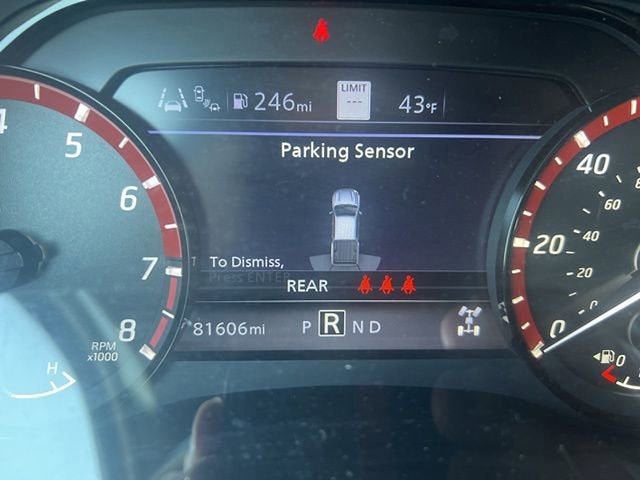 246mi
LIMIT
---
43°F
Parking Sensor
To Dismiss,
Press ENTER
REAR
81606mi
P R N D
4
5
6
7
8
RPM
x1000
H
40
20
0
60
40
20
0
0